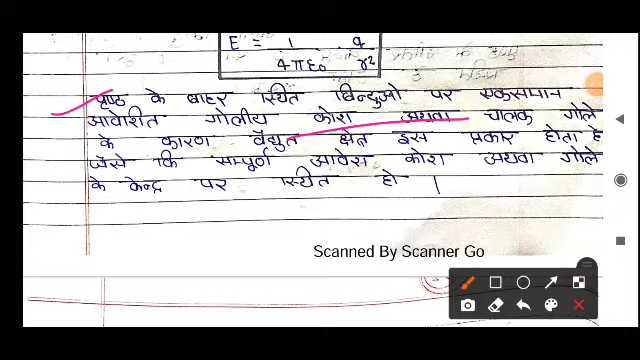 E = 1/4πε₀ q/r²
पृष्ठ के बाहर स्थित बिन्दुओ पर एकसमान
आवेशित गोलीय कोश अथवा चालक गोले
के कारण वैद्युत क्षेत्र इस प्रकार होता है
जैसे कि सम्पूर्ण आवेश कोश अथवा गोले
के केन्द्र पर स्थित हो |
Scanned By Scanner Go